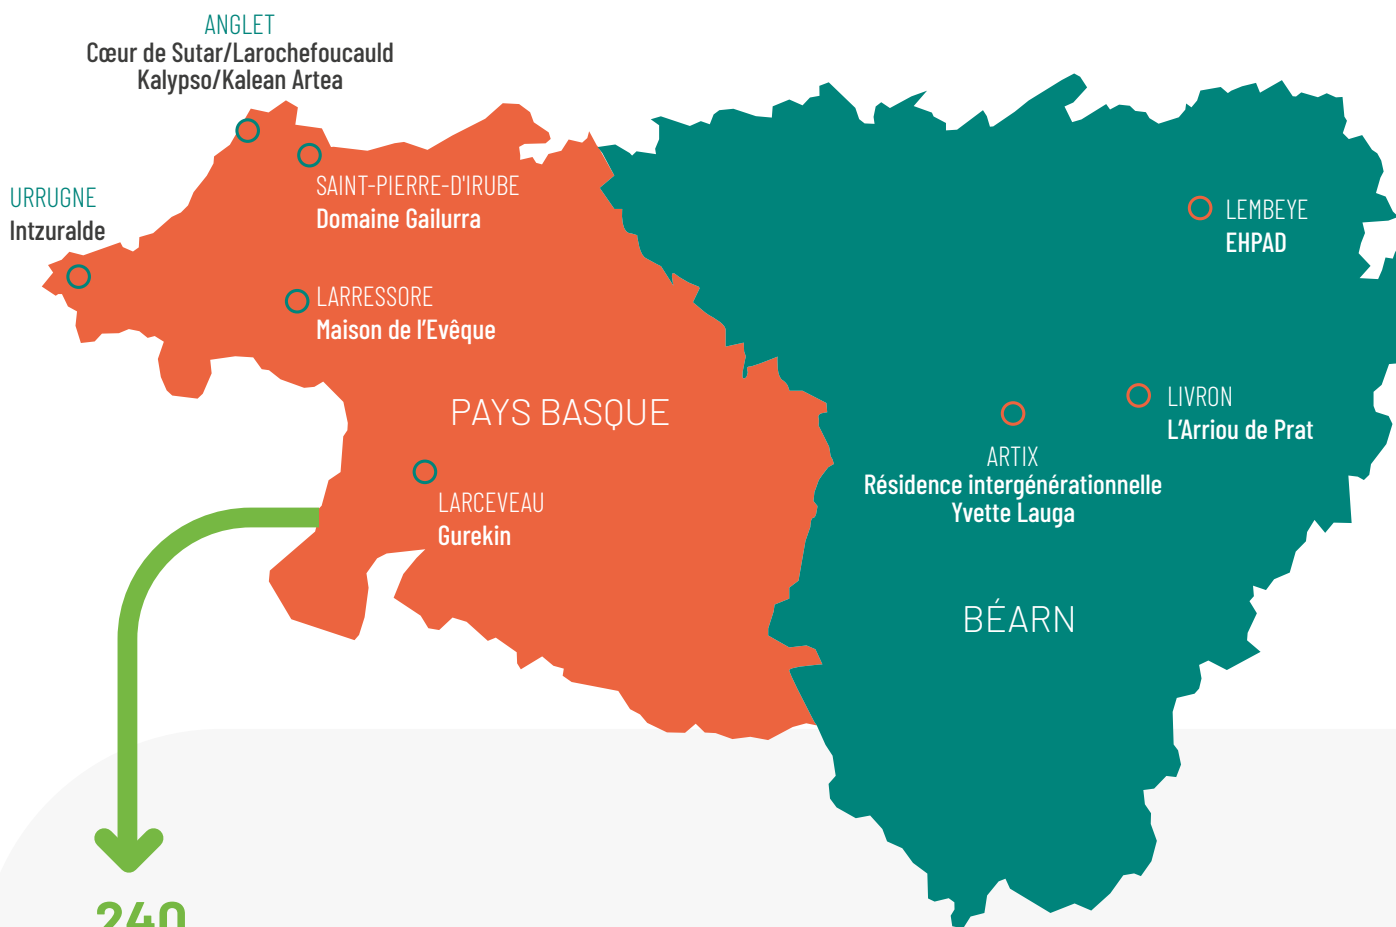 ANGLET
Cœur de Sutar/Larochefoucauld
Kalypso/Kalean Artea
URRUGNE
Intzuralde
SAINT-PIERRE-D'IRUBE
Domaine Gailurra
LARRESSORE
Maison de l'Evêque
PAYS BASQUE
LARCEVEAU
Gurekin
LEMBEYE
EHPAD
LIVRON
L'Arriou de Prat
ARTIX
Résidence intergénérationnelle
Yvette Lauga
BÉARN
240